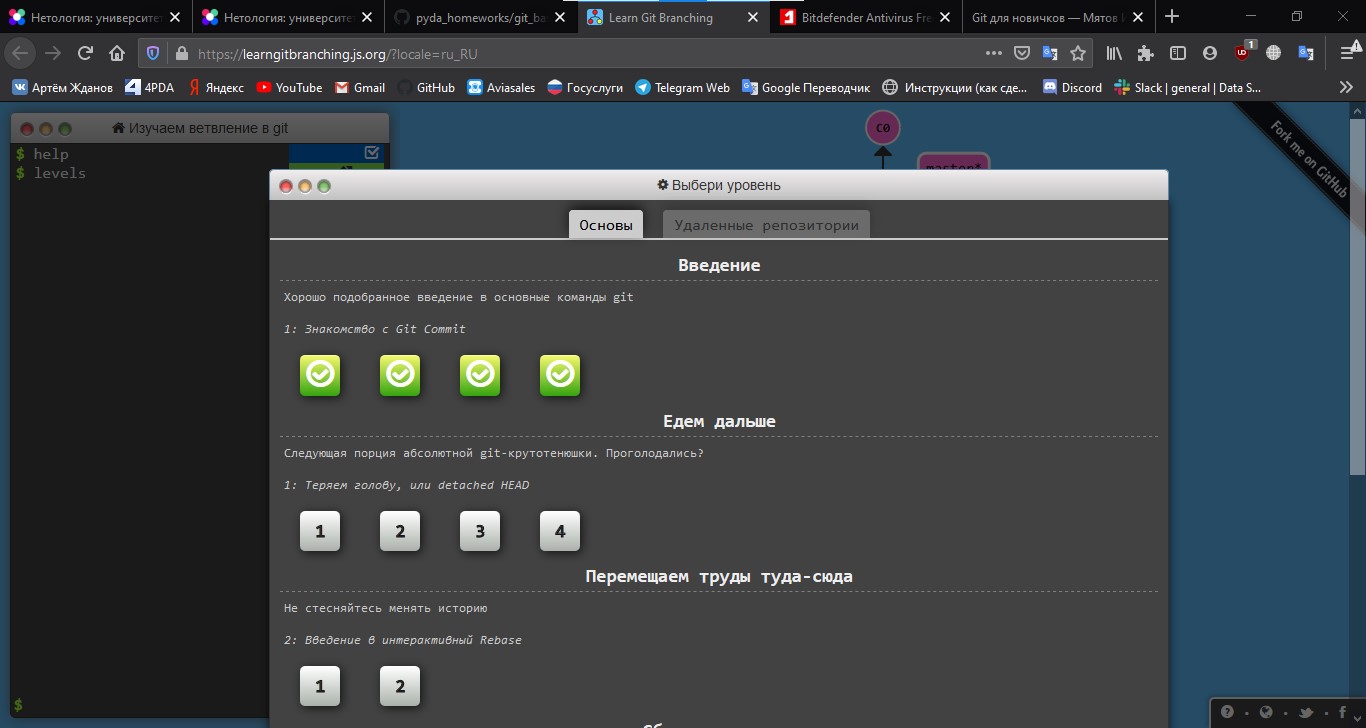 Нетология: университет
Нетология: университет
pyda_homeworks/git_ba
Learn Git Branching
Bitdefender Antivirus Fre
Git для новичков — Мятов И
https://learngitbranching.js.org/?locale=ru_RU
1
Артём Жданов
4PDA
Яндекс
YouTube
Gmail
GitHub
Aviasales
Госуслуги
Telegram Web
Google Переводчик
Инструкции (как сде...
Discord
Slack | general | Data S...
Изучаем ветвление в git
$ help
$ levels
$
C0
master*
Fork me on GitHub
Выбери уровень
Основы
Удаленные репозитории
Введение
Хорошо подобранное введение в основные команды git
1: Знакомство с Git Commit
Едем дальше
Следующая порция абсолютной git-крутотенюшки. Проголодались?
1: Теряем голову, или detached HEAD
1 2 3 4
Перемещаем труды туда-сюда
Не стесняйтесь менять историю
2: Введение в интерактивный Rebase
1 2